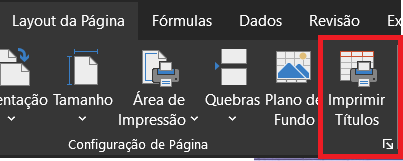 Layout da Página Fórmulas Dados Revisão
Tamanho Área de Impressão Quebras Plano de Fundo Imprimir Títulos
Configuração de Página